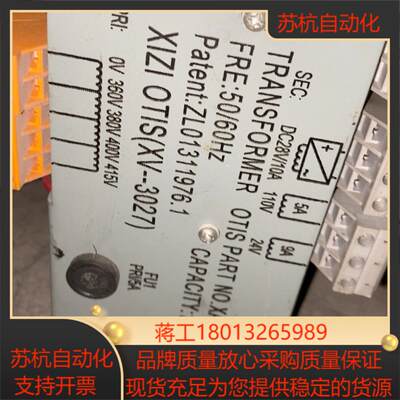 苏杭自动化
SEC: DC28V/10A 110V 24V
5A 9A
TRANSFORMER OTIS PART NO.X
FRE:50/60Hz
Patent:ZL01311976.1
CAPACITY:
XIZI OTIS(XV--3027)
FU1
PRI/5A
PRI: 0V 360V 380V 400V 415V
蒋工18013265989
苏杭自动化
支持开票
品牌质量放心采购质量保证
现货充足为为您提供稳定的货源